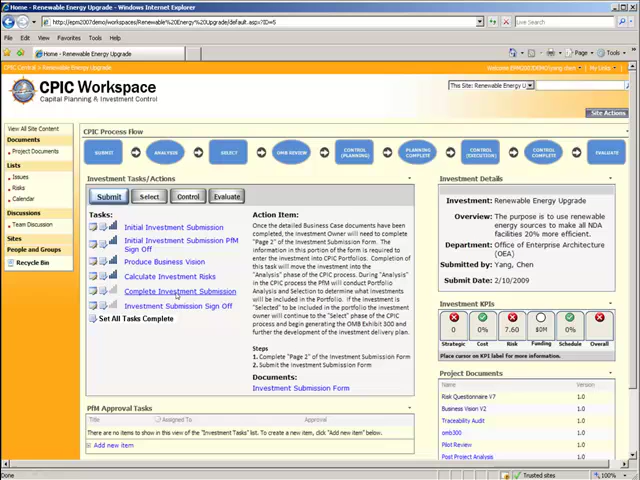 Home - Renewable Energy Upgrade - Windows Internet Explorer
http://epm2007demo/workspaces/Renewable%20Energy%20Upgrade/default.aspx?ID=5
Live Search
File Edit View Favorites Tools Help
Home - Renewable Energy Upgrade
Page Tools
CPIC Central > Renewable Energy Upgrade
My Links
CPIC Workspace
Capital Planning & Investment Control
This Site: Renewable Energy U
Site Actions
View All Site Content
Documents
Project Documents
Lists
Issues
Risks
Calendar
Discussions
Team Discussion
Sites
People and Groups
Recycle Bin
CPIC Process Flow
SUBMIT
ANALYSIS
SELECT
OMB REVIEW
CONTROL (PLANNING)
PLANNING COMPLETE
CONTROL (EXECUTION)
CONTROL COMPLETE
EVALUATE
Investment Tasks/Actions
Submit Select Control Evaluate
Tasks:
Initial Investment Submission
Initial Investment Submission PfM
Sign Off
Produce Business Vision
Calculate Investment Risks
Complete Investment Submission
Investment Submission Sign Off
Set All Tasks Complete
Action Item:
Once the detailed Business Case documents have been
created, the Investment Owner will need to complete
"Page 2" of the Investment Submission Form. The
information in this portion of the form is required to
enter the investment into CPIC Portfolios. Completion of
this task will move the investment into the "Analysis"
phase of the CPIC process. During "Analysis"
in the CPIC process the PfM will conduct Portfolio
Analysis and Selection to determine what investments
will be included in the Portfolio. If the investment
is "Selected" to be included in the portfolio the investment
owner will continue to the "Select" phase of the CPIC
process and begin generating the OMB Exhibit 300 and
further the investment delivery plan.
Steps
1. Complete "Page 2" of the Investment Submission Form
2. Submit the Investment Submission Form
Documents:
Investment Submission Form
PfM Approval Tasks
Title Assigned To Approval
There are no items to show in this view of the "Investment Tasks" list. To create a new item, click "Add new item" below.
Add new item
Investment Details
Investment: Renewable Energy Upgrade
Overview: The purpose is to use renewable
energy sources to make all NDA
facilities 20% more efficient.
Department: Office of Enterprise Architecture
(OEA)
Submitted by: Yang, Chen
Submit Date: 2/10/2009
Investment KPIs
0 0% 7.60 $0M 0%
Strategic Cost Risk Funding Schedule Overall
Place cursor on KPI label for more information.
Project Documents
Name Version
Risk Questionnaire V7 1.0
Business Vision V2 1.0
Traceability Audit 1.0
omb300 1.0
Pilot Review 1.0
Post Project Analysis 1.0
Done
Trusted sites
100%